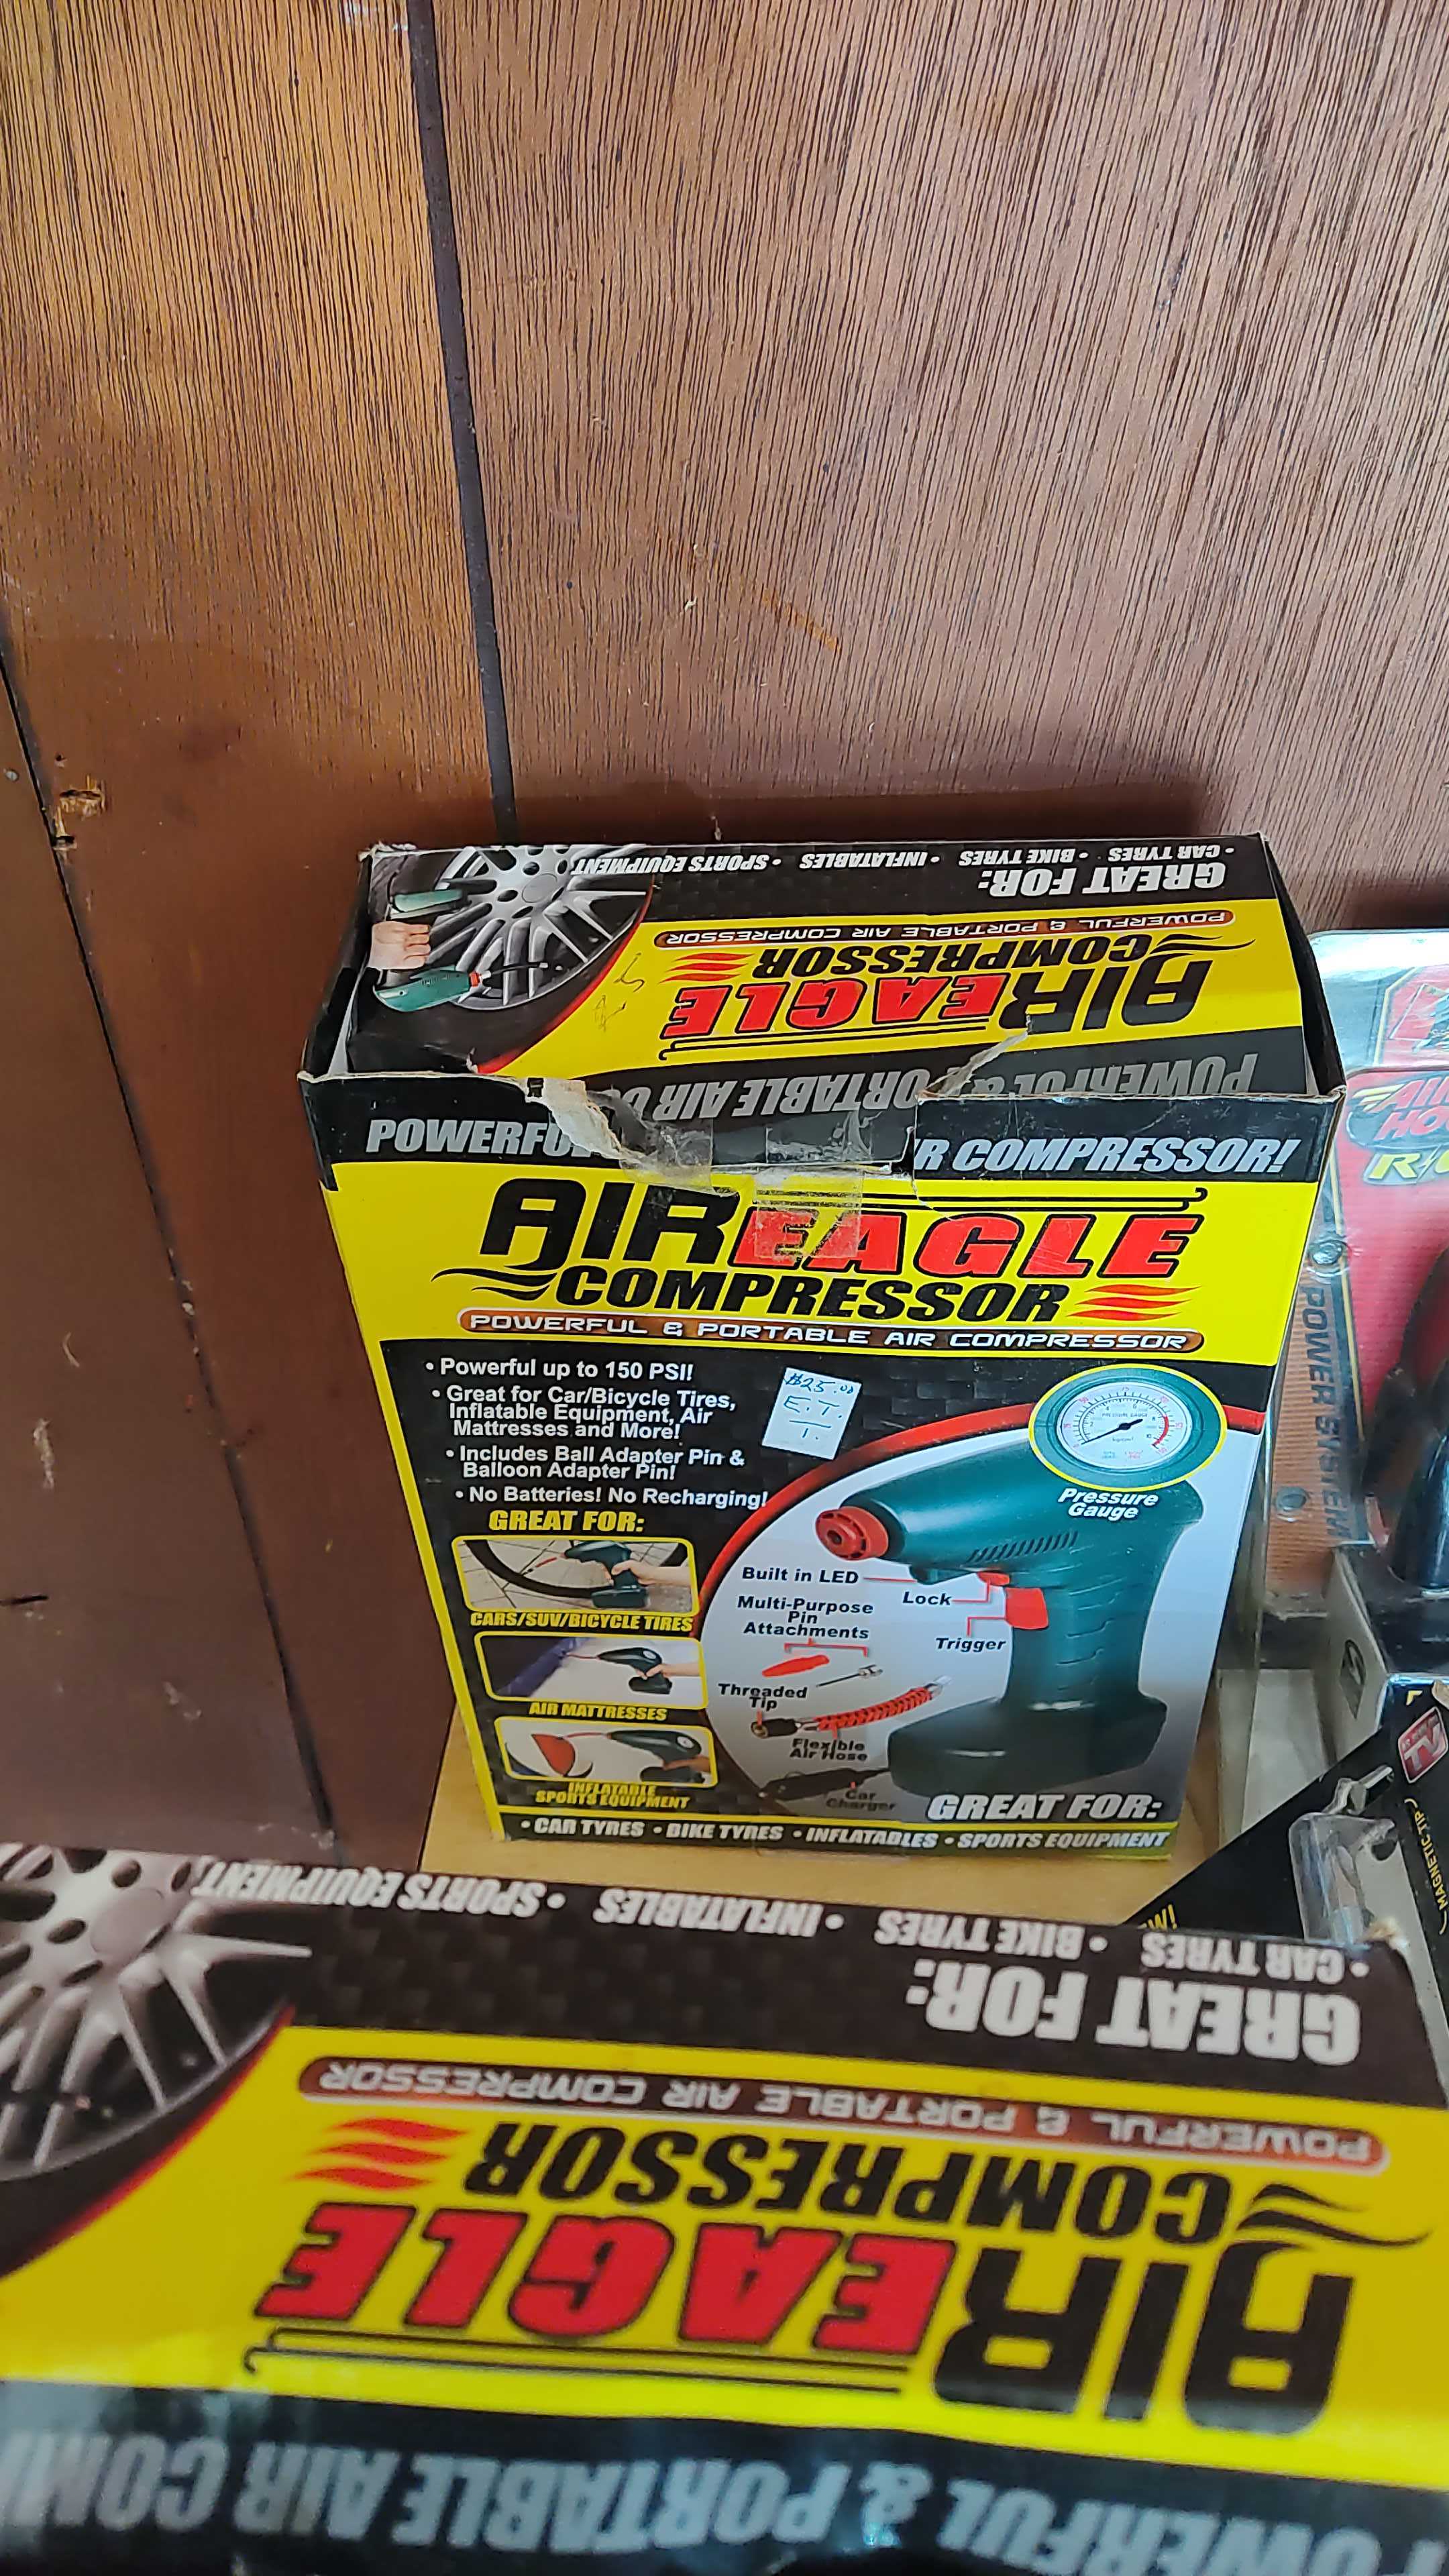 • CAR TYRES • BIKE TYRES • INFLATABLES • SPORTS EQUIPMENT
GREAT FOR:
POWERFUL & PORTABLE AIR COMPRESSOR
COMPRESSOR
AIR EAGLE
POWERFUL & PORTABLE AIR
POWERFU R COMPRESSOR!
AIR EAGLE
COMPRESSOR
POWERFUL & PORTABLE AIR COMPRESSOR
• Powerful up to 150 PSI!
• Great for Car/Bicycle Tires,
Inflatable Equipment, Air
Mattresses and More!
• Includes Ball Adapter Pin &
Balloon Adapter Pin!
• No Batteries! No Recharging!
$25.00
E.T.
T.
GREAT FOR:
CARS/SUV/BICYCLE TIRES
AIR MATTRESSES
INFLATABLE
SPORTS EQUIPMENT
Pressure
Gauge
Built in LED
Lock
Multi-Purpose
Pin
Attachments
Trigger
Threaded
Tip
Flexible
Air Hose
Car
Charger
GREAT FOR:
• CAR TYRES • BIKE TYRES • INFLATABLES • SPORTS EQUIPMENT
POWER SYSTEM
MAGNETIC TIP
TV
W!
• CAR TYRES • BIKE TYRES • INFLATABLES • SPORTS EQUIPMENT
GREAT FOR:
POWERFUL & PORTABLE AIR COMPRESSOR
COMPRESSOR
AIR EAGLE
OWERFUL & PORTABLE AIR COM